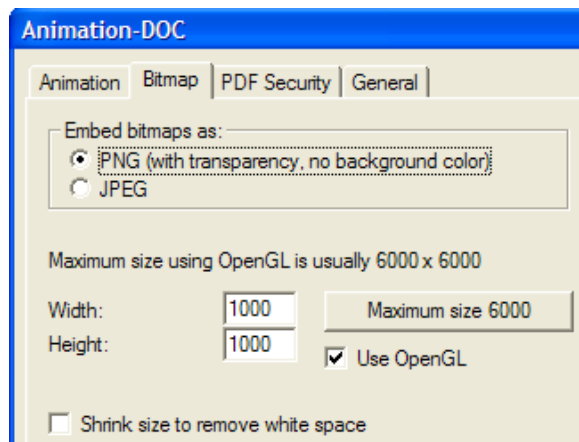 Animation-DOC
Animation Bitmap PDF Security General
Embed bitmaps as:
PNG (with transparency, no background color)
JPEG
Maximum size using OpenGL is usually 6000 x 6000
Width: 1000 Maximum size 6000
Height: 1000 Use OpenGL
Shrink size to remove white space